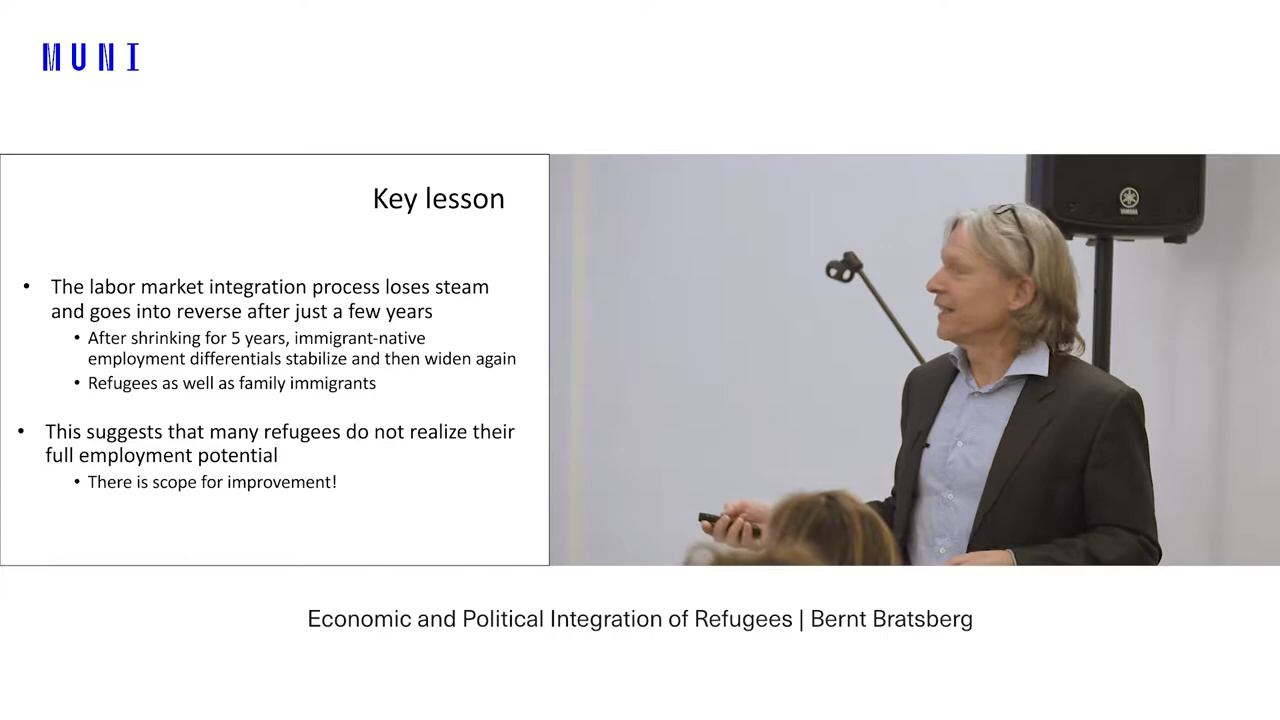 MUNI
Key lesson
• The labor market integration process loses steam
and goes into reverse after just a few years
• After shrinking for 5 years, immigrant-native
employment differentials stabilize and then widen again
• Refugees as well as family immigrants
• This suggests that many refugees do not realize their
full employment potential
• There is scope for improvement!
YAMAHA
Economic and Political Integration of Refugees | Bernt Bratsberg